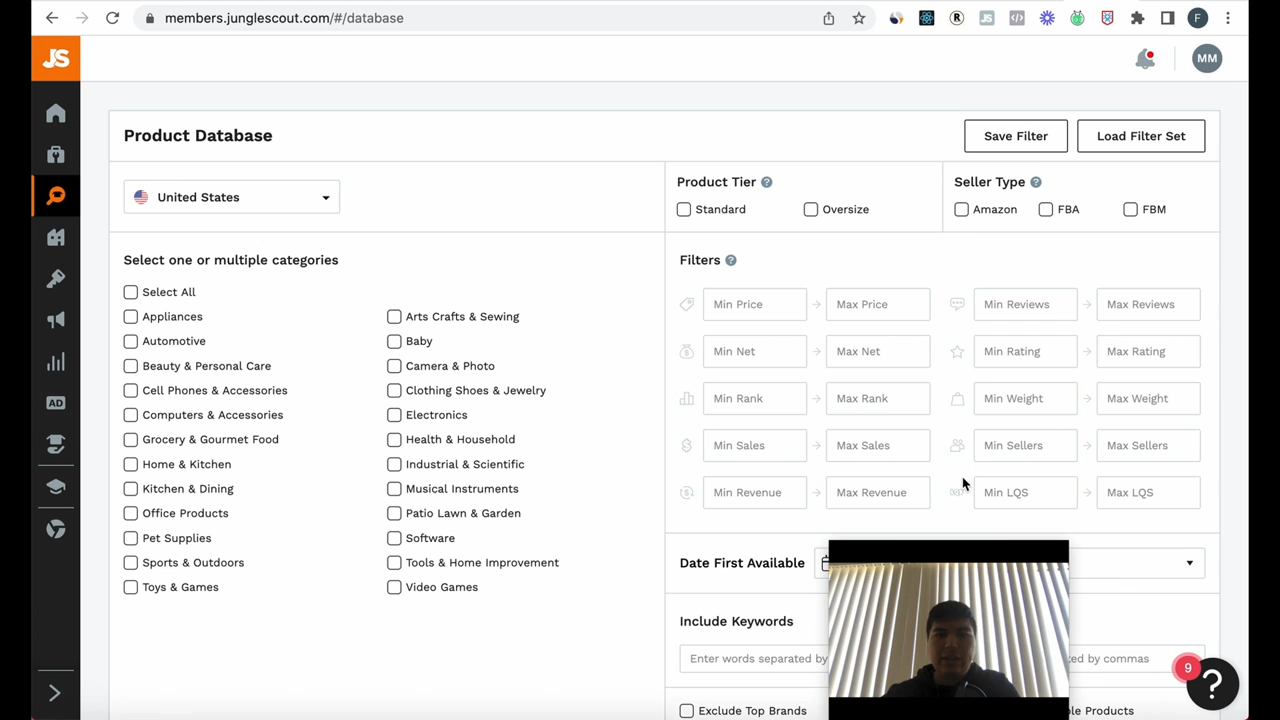 members.junglescout.com/#/database
F
JS
MM
Product Database
Save Filter
Load Filter Set
United States
Product Tier ?
Standard
Oversize
Seller Type ?
Amazon
FBA
FBM
Select one or multiple categories
Select All
Appliances
Arts Crafts & Sewing
Automotive
Baby
Beauty & Personal Care
Camera & Photo
Cell Phones & Accessories
Clothing Shoes & Jewelry
Computers & Accessories
Electronics
Grocery & Gourmet Food
Health & Household
Home & Kitchen
Industrial & Scientific
Kitchen & Dining
Musical Instruments
Office Products
Patio Lawn & Garden
Pet Supplies
Software
Sports & Outdoors
Tools & Home Improvement
Toys & Games
Video Games
AD
Filters ?
Min Price
Max Price
Min Reviews
Max Reviews
Min Net
Max Net
Min Rating
Max Rating
Min Rank
Max Rank
Min Weight
Max Weight
Min Sales
Max Sales
Min Sellers
Max Sellers
Min Revenue
Max Revenue
Min LQS
Max LQS
Date First Available
Include Keywords
Enter words separated by
by commas
Exclude Top Brands
Products
9
?